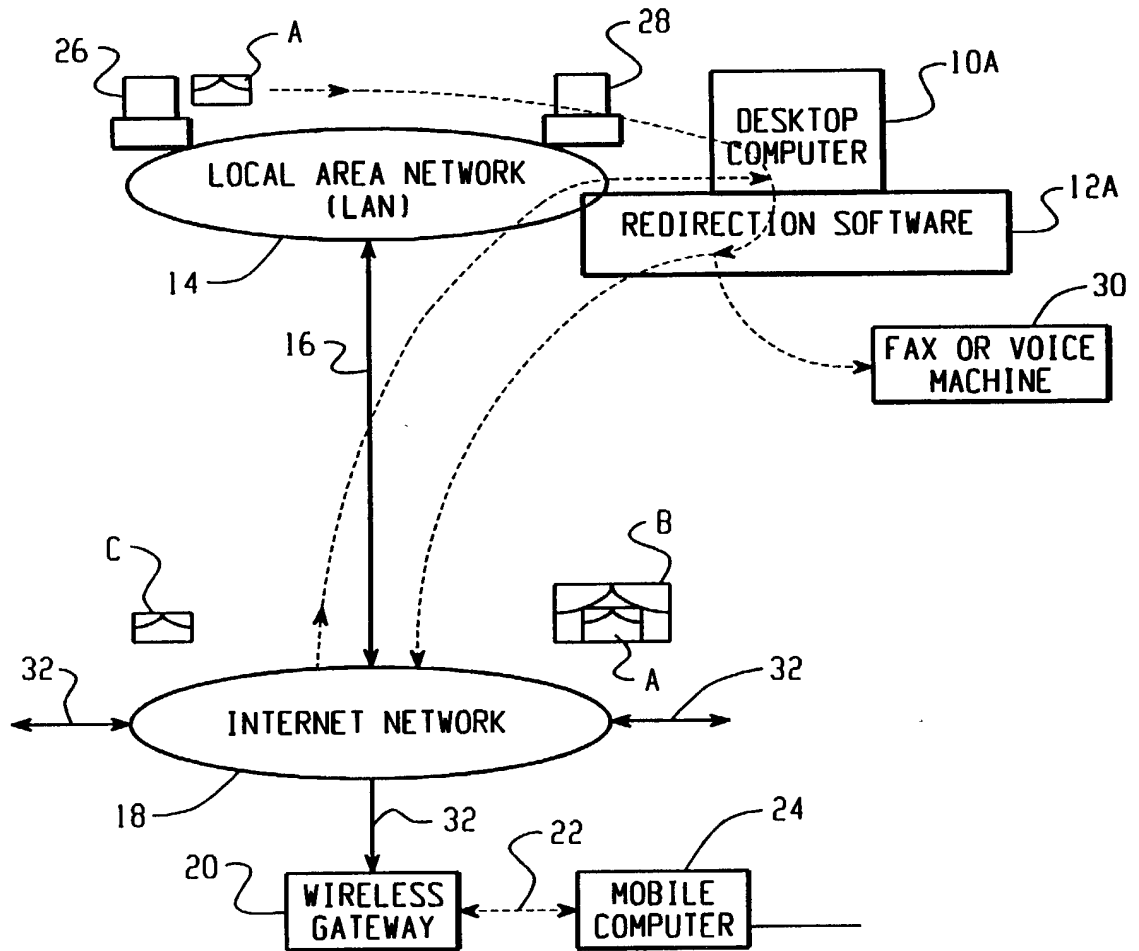 26
A
28
10A
DESKTOP
COMPUTER
LOCAL AREA NETWORK
(LAN)
12A
REDIRECTION SOFTWARE
14
30
16
FAX OR VOICE
MACHINE
C
B
A
32
32
INTERNET NETWORK
18
32
24
20
22
WIRELESS
GATEWAY
MOBILE
COMPUTER